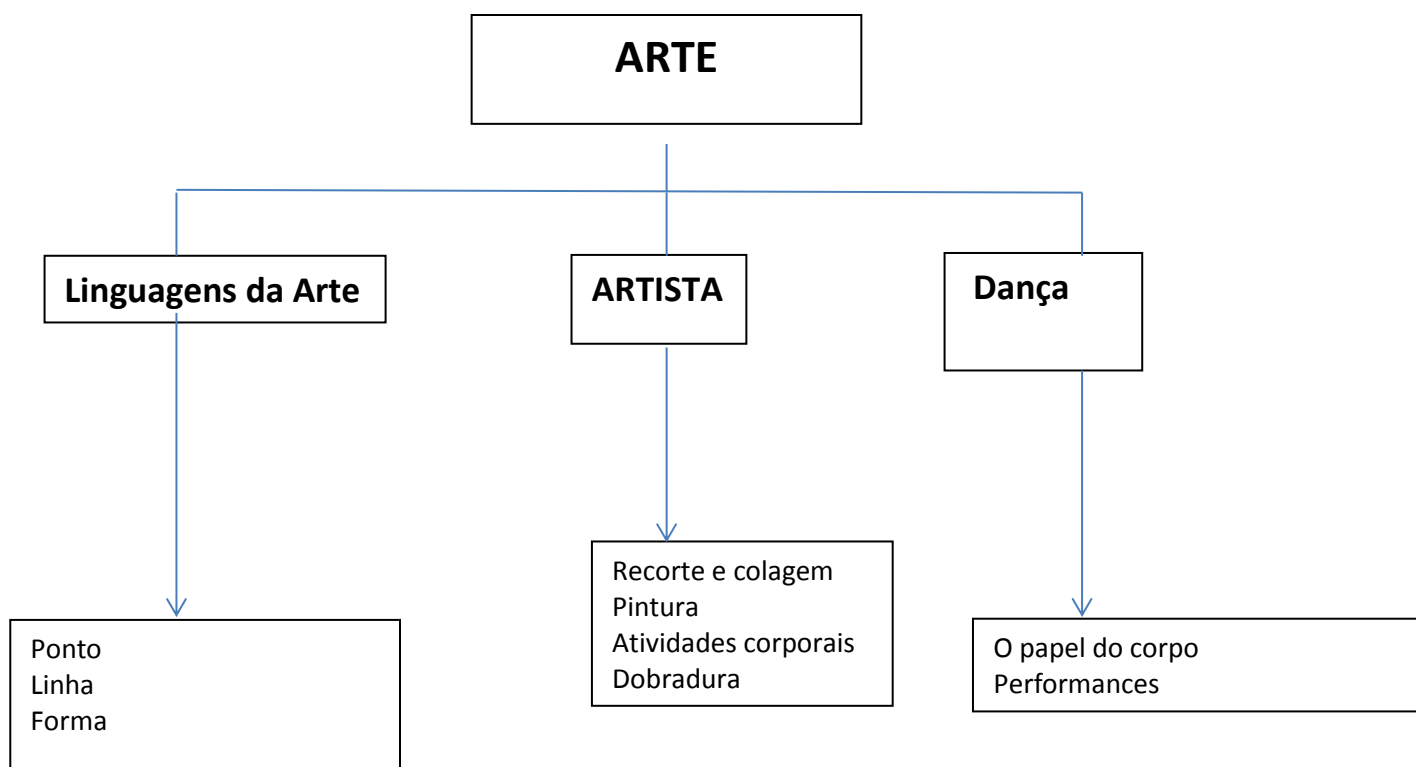 ARTE
Linguagens da Arte
ARTISTA
Dança
Ponto
Linha
Forma
Recorte e colagem
Pintura
Atividades corporais
Dobradura
O papel do corpo
Performances